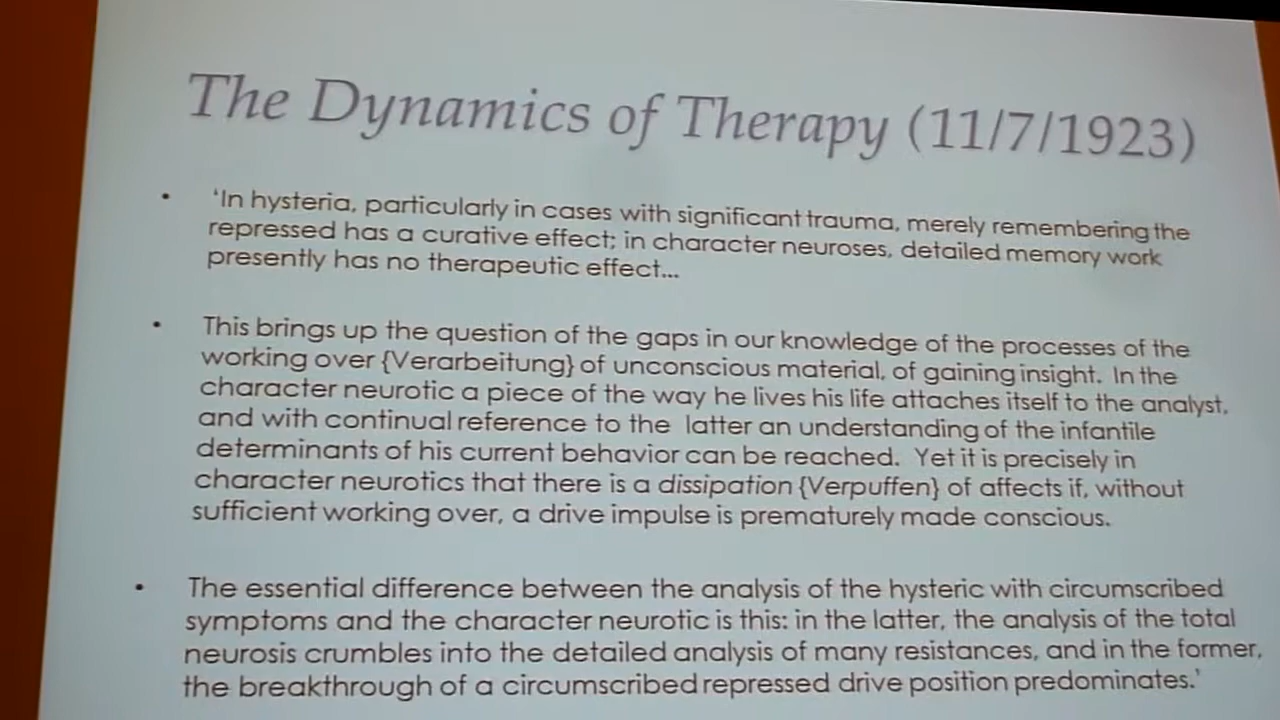 The Dynamics of Therapy (11/7/1923)
• 'In hysteria, particularly in cases with significant trauma, merely remembering the
repressed has a curative effect; in character neuroses, detailed memory work
presently has no therapeutic effect...
• This brings up the question of the gaps in our knowledge of the processes of the
working over {Verarbeitung} of unconscious material, of gaining insight. In the
character neurotic a piece of the way he lives his life attaches itself to the analyst,
and with continual reference to the latter an understanding of the infantile
determinants of his current behavior can be reached. Yet it is precisely in
character neurotics that there is a dissipation {Verpuffen} of affects if, without
sufficient working over, a drive impulse is prematurely made conscious.
• The essential difference between the analysis of the hysteric with circumscribed
symptoms and the character neurotic is this: in the latter, the analysis of the total
neurosis crumbles into the detailed analysis of many resistances, and in the former,
the breakthrough of a circumscribed repressed drive position predominates.'